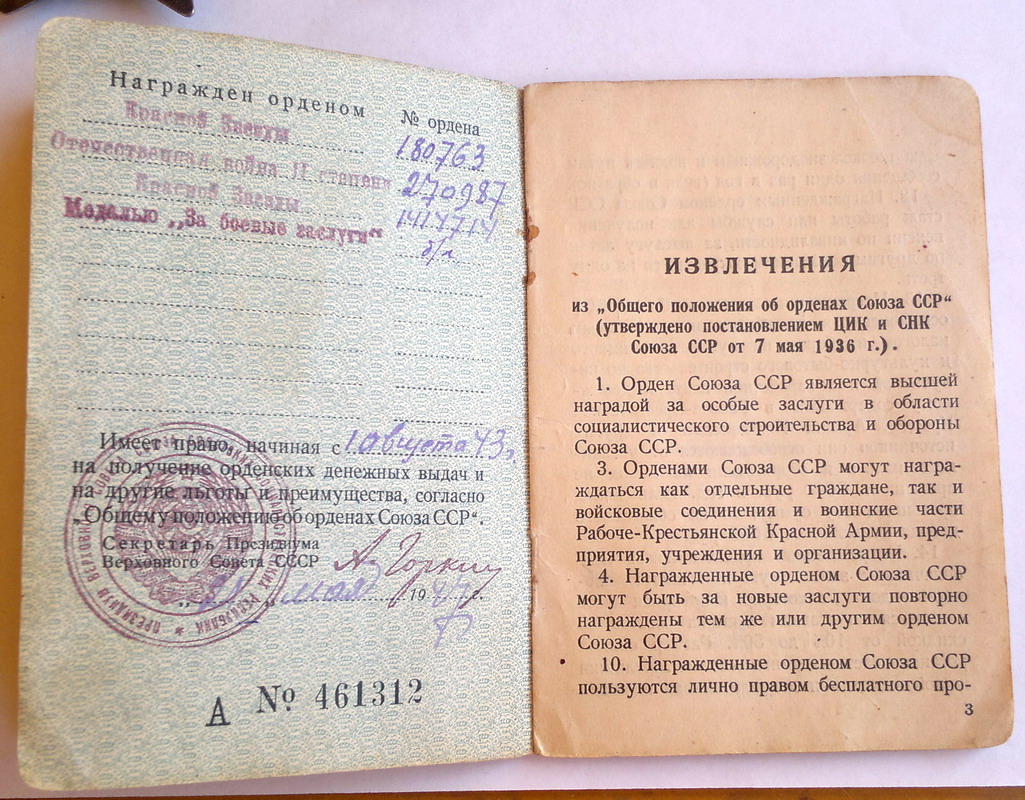 Награжден орденом
№ ордена
Красной Звезды
180763
Отечественная война II степени
270987
Красной Звезды
Медалью „За боевые заслуги“
б/н
Имеет право, начиная с 1 августа 43 г.
на получение орденских денежных выдач и
на другие льготы и преимущества, согласно
„Общему положению об орденах Союза ССР“.
Секретарь Президиума
Верховного Совета СССР А. Горкин
мая 1947 г.
А № 461312
ИЗВЛЕЧЕНИЯ
из „Общего положения об орденах Союза ССР“
(утверждено постановлением ЦИК и СНК
Союза ССР от 7 мая 1936 г.).
1. Орден Союза ССР является высшей
наградой за особые заслуги в области
социалистического строительства и обороны
Союза ССР.
3. Орденами Союза ССР могут награ-
ждаться как отдельные граждане, так и
войсковые соединения и воинские части
Рабоче-Крестьянской Красной Армии, пред-
приятия, учреждения и организации.
4. Награжденные орденом Союза ССР
могут быть за новые заслуги повторно
награждены тем же или другим орденом
Союза ССР.
10. Награжденные орденом Союза ССР
пользуются лично правом бесплатного про-
3